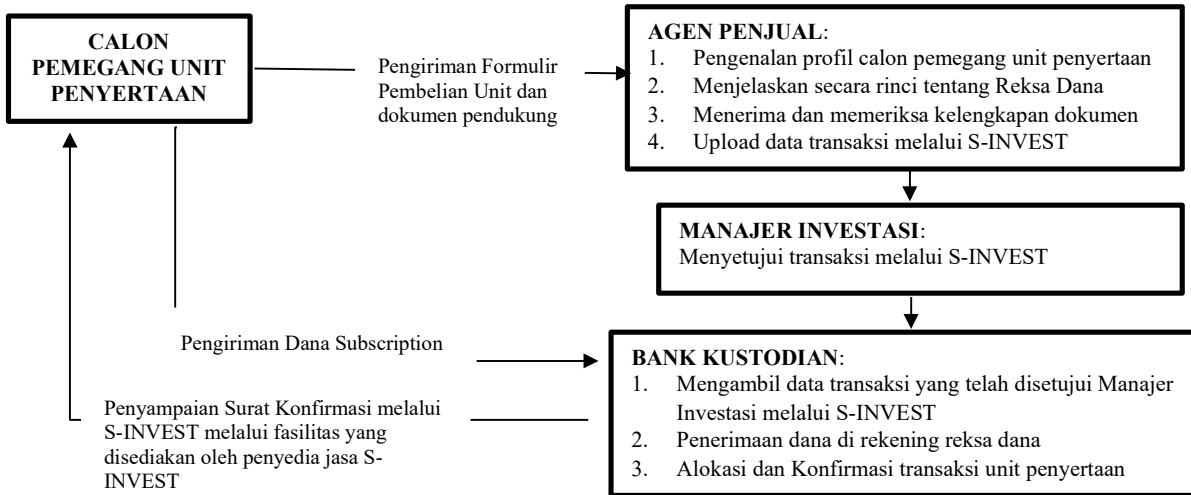 CALON
PEMEGANG UNIT
PENYERTAAN
Pengiriman Formulir
Pembelian Unit dan
dokumen pendukung
AGEN PENJUAL:
1. Pengenalan profil calon pemegang unit penyertaan
2. Menjelaskan secara rinci tentang Reksa Dana
3. Menerima dan memeriksa kelengkapan dokumen
4. Upload data transaksi melalui S-INVEST
MANAJER INVESTASI:
Menyetujui transaksi melalui S-INVEST
Pengiriman Dana Subscription
BANK KUSTODIAN:
1. Mengambil data transaksi yang telah disetujui Manajer
Investasi melalui S-INVEST
2. Penerimaan dana di rekening reksa dana
3. Alokasi dan Konfirmasi transaksi unit penyertaan
Penyampaian Surat Konfirmasi melalui
S-INVEST melalui fasilitas yang
disediakan oleh penyedia jasa S-
INVEST